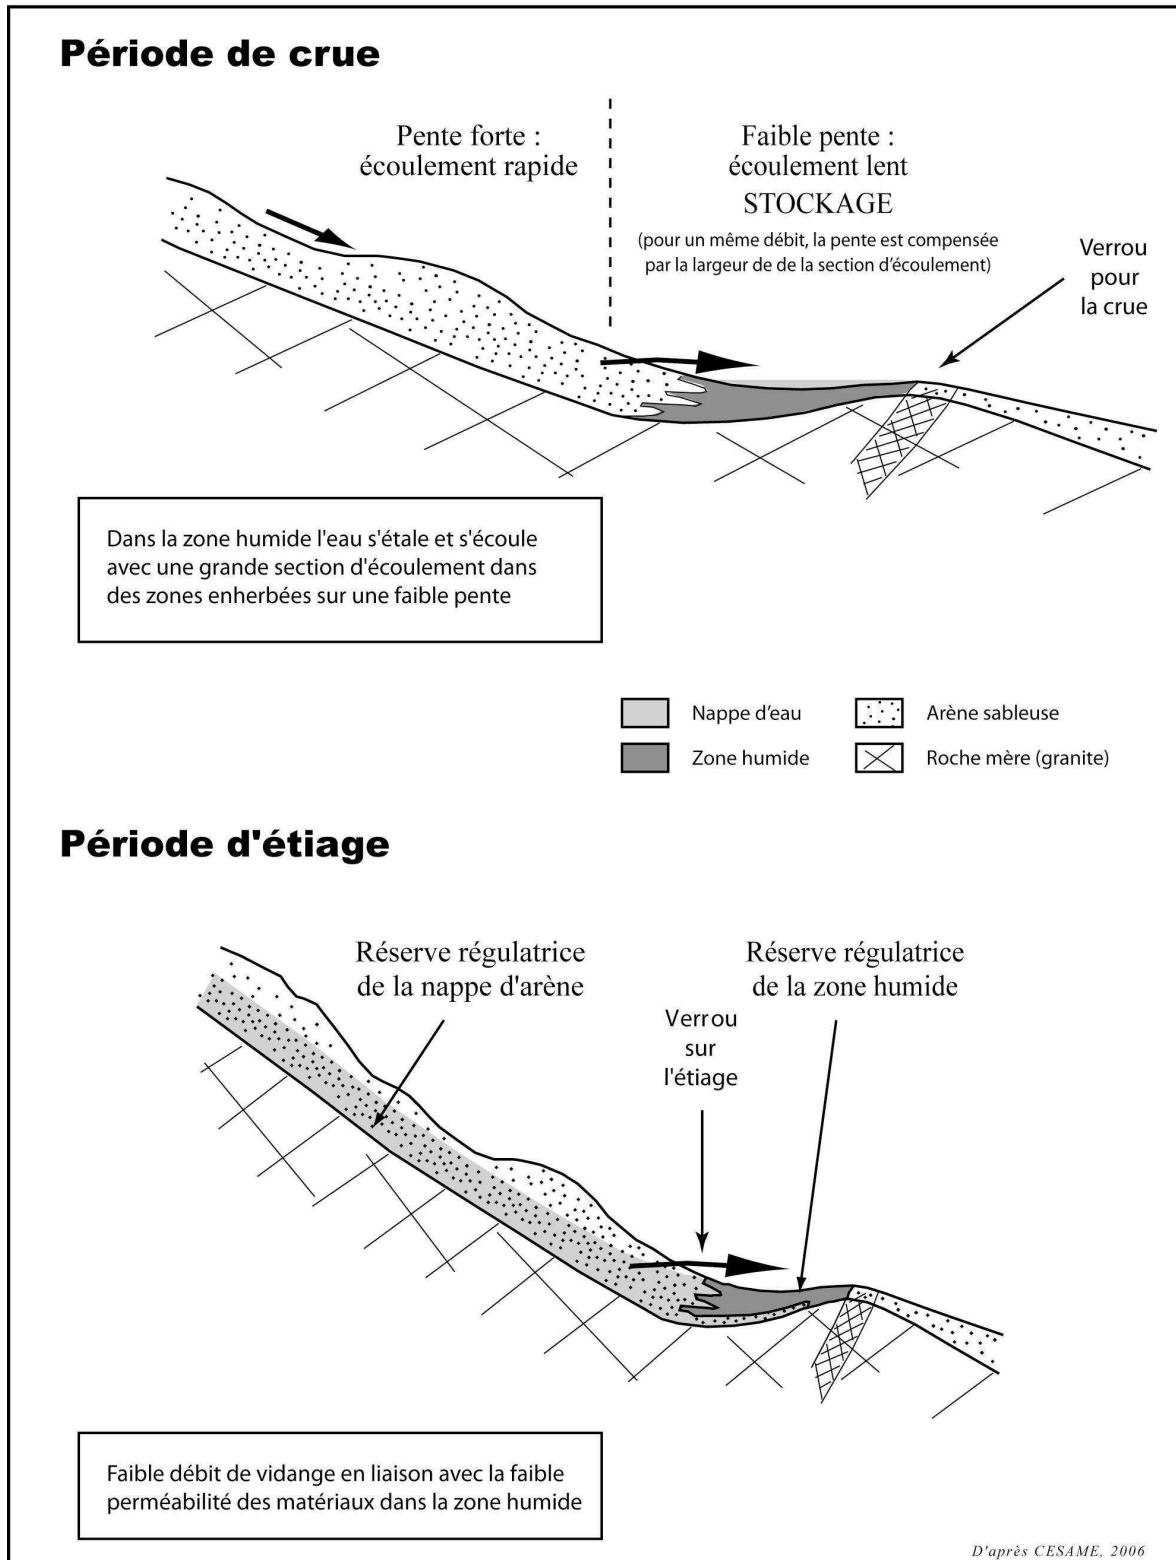 Période de crue
Pente forte :
écoulement rapide
Faible pente :
écoulement lent
STOCKAGE
(pour un même débit, la pente est compensée
par la largeur de de la section d'écoulement)
Verrou
pour
la crue
Dans la zone humide l'eau s'étale et s'écoule
avec une grande section d'écoulement dans
des zones enherbées sur une faible pente
Nappe d'eau
Arène sableuse
Zone humide
Roche mère (granite)
Période d'étiage
Réserve régulatrice
de la nappe d'arène
Réserve régulatrice
de la zone humide
Verrou
sur
l'étiage
Faible débit de vidange en liaison avec la faible
perméabilité des matériaux dans la zone humide
D'après CESAME, 2006